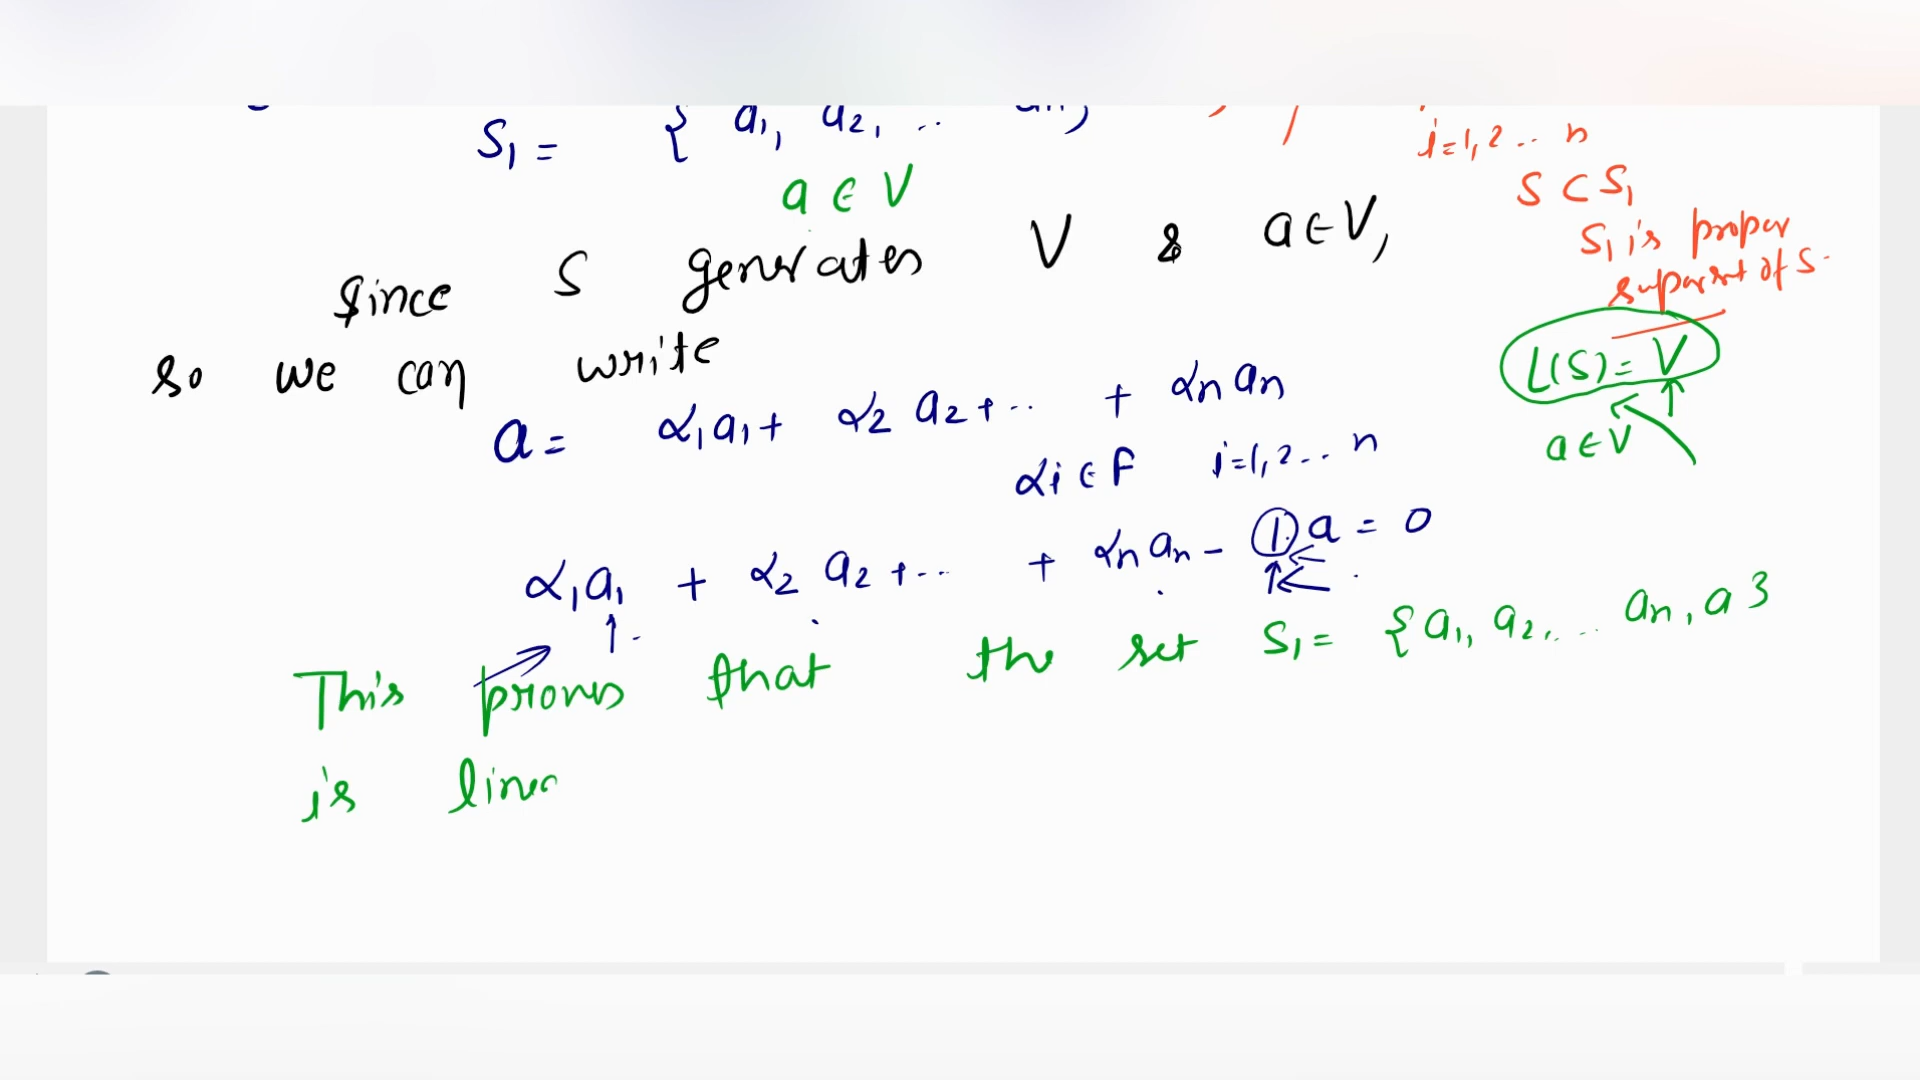 S₁ = { a₁, a₂, ..
i=1,2 .. n
a ∈ V
S ⊂ S₁
Since S generates V & a∈V,
S₁ is proper
superset of S.
so we can write
L(S) = V
a = α₁a₁ + α₂ a₂ + .. + αn an
a ∈ V
αi ∈ F i=1,2 .. n
α₁a₁ + α₂ a₂ + ... + αn an - 1.a = 0
This proves that the set S₁ = {a₁, a₂, ... an, a}
is linea